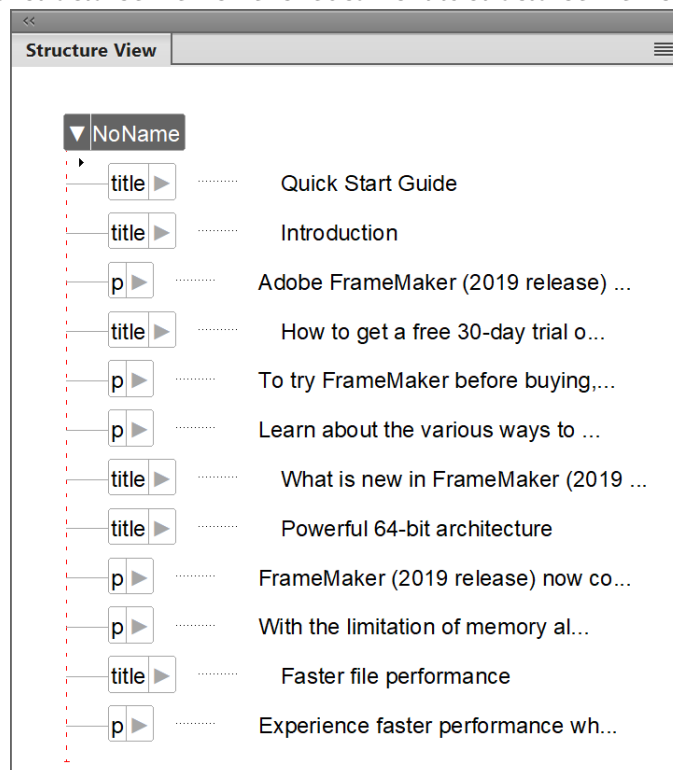 <<
Structure View
NoName
title Quick Start Guide
title Introduction
p Adobe FrameMaker (2019 release) ...
title How to get a free 30-day trial o...
p To try FrameMaker before buying,...
p Learn about the various ways to ...
title What is new in FrameMaker (2019 ...
title Powerful 64-bit architecture
p FrameMaker (2019 release) now co...
p With the limitation of memory al...
title Faster file performance
p Experience faster performance wh...